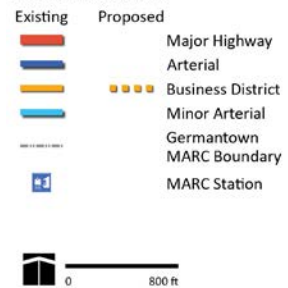 Existing Proposed
Major Highway
Arterial
Business District
Minor Arterial
Germantown
MARC Boundary
MARC Station
0 800 ft